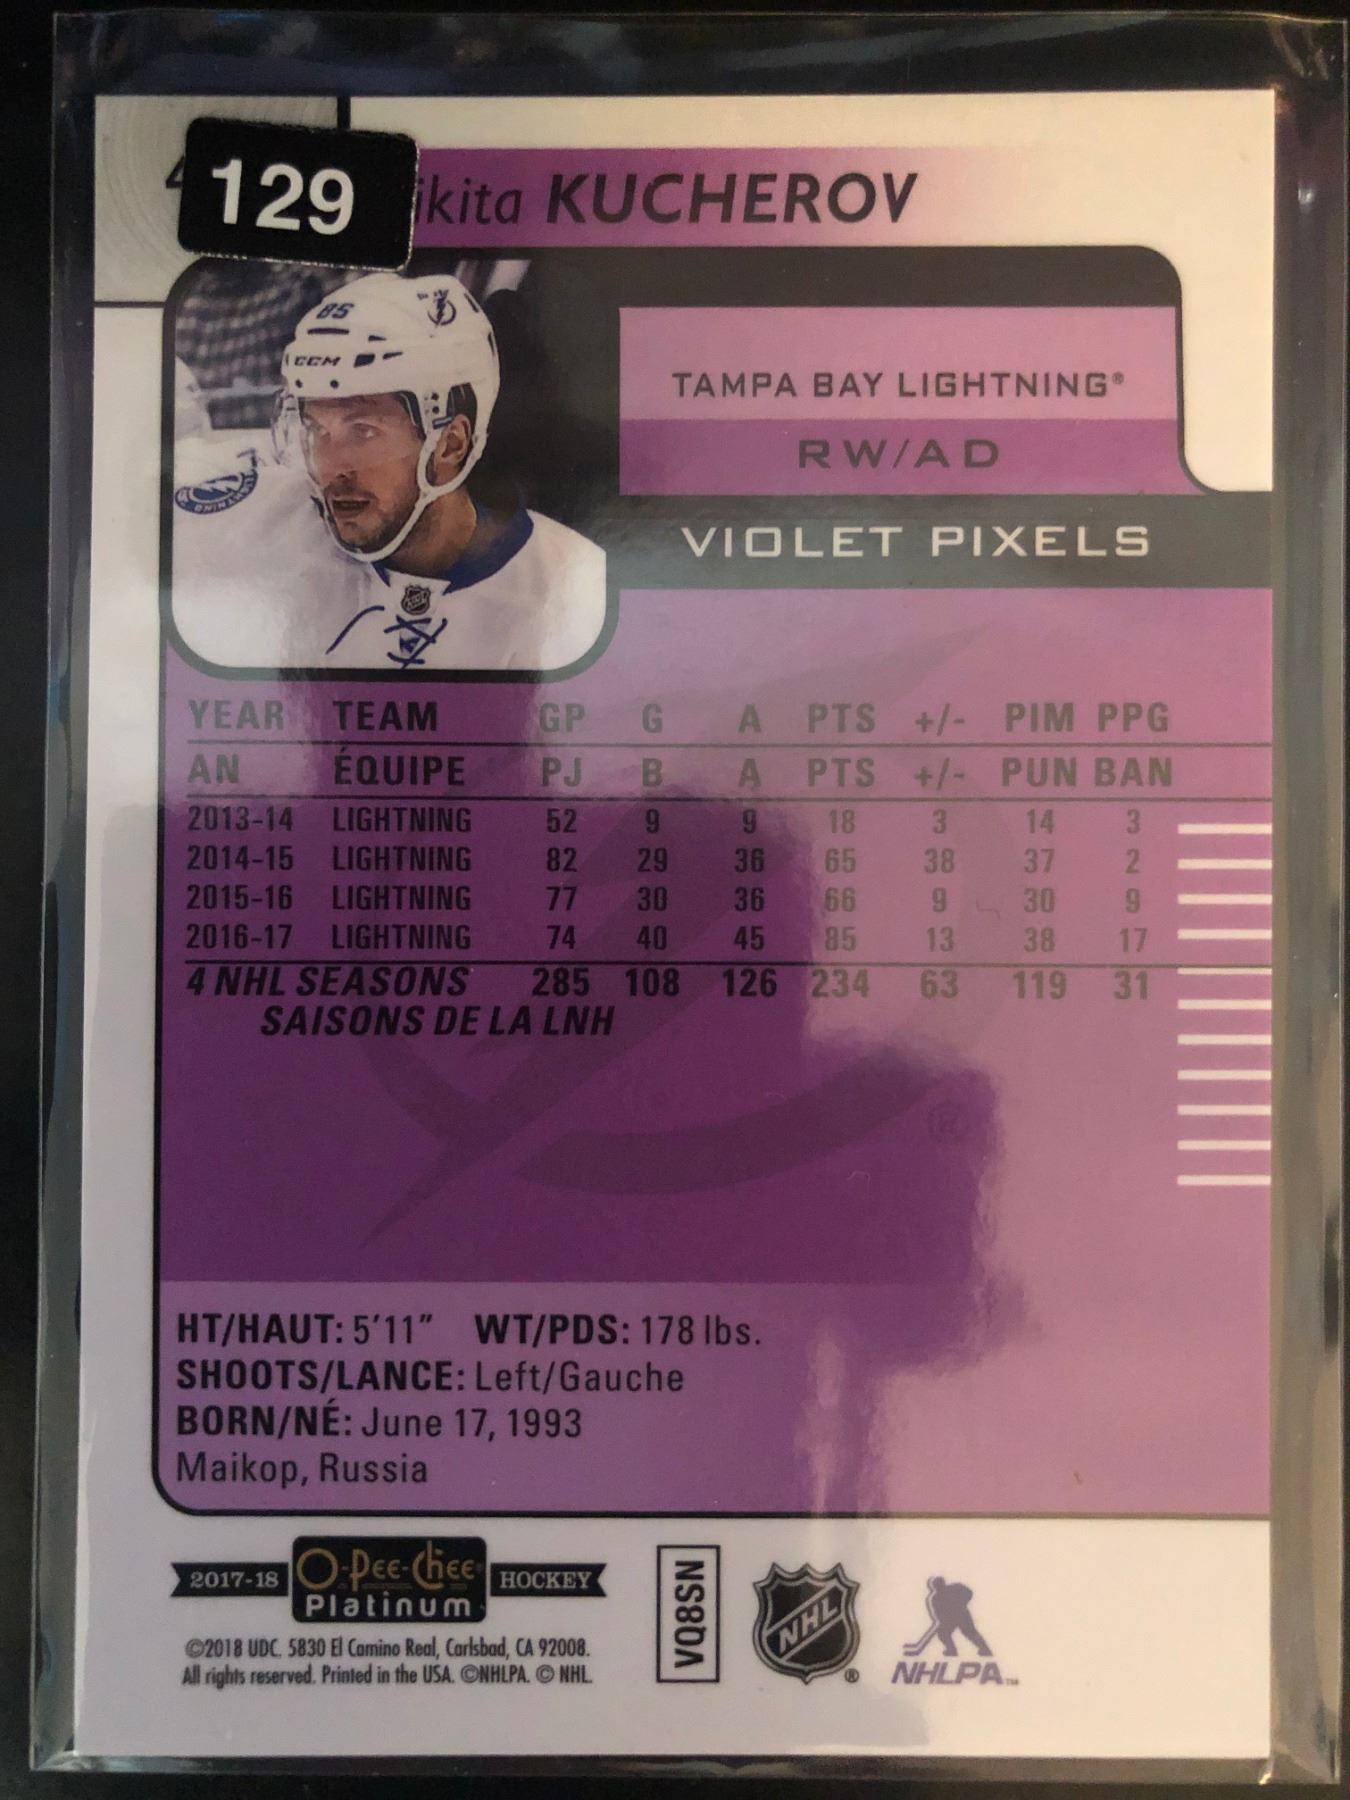 129
Nikita KUCHEROV
85
CCM
TAMPA BAY LIGHTNING®
RW/AD
VIOLET PIXELS
YEAR TEAM GP G A PTS +/- PIM PPG
AN ÉQUIPE PJ B A PTS +/- PUN BAN
2013-14 LIGHTNING 52 9 9 18 3 14 3
2014-15 LIGHTNING 82 29 36 65 38 37 2
2015-16 LIGHTNING 77 30 36 66 9 30 9
2016-17 LIGHTNING 74 40 45 85 13 38 17
4 NHL SEASONS 285 108 126 234 63 119 31
SAISONS DE LA LNH
®
HT/HAUT: 5'11" WT/PDS: 178 lbs.
SHOOTS/LANCE: Left/Gauche
BORN/NÉ: June 17, 1993
Maikop, Russia
2017-18 O-Pee-Chee Platinum HOCKEY
©2018 UDC. 5830 El Camino Real, Carlsbad, CA 92008.
All rights reserved. Printed in the USA. ©NHLPA. © NHL.
VQ8SN
NHL®
NHLPA™